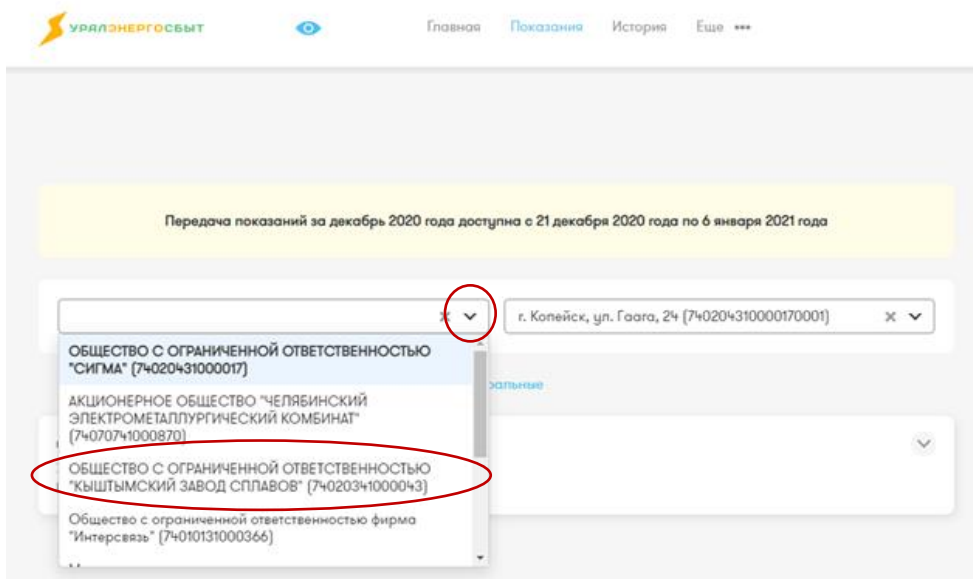 УРАЛЭНЕРГОСБЫТ
Главная Показания История Еще •••
Передача показаний за декабрь 2020 года доступна с 21 декабря 2020 года по 6 января 2021 года
г. Копейск, ул. Гаага, 24 (740204310000170001)
ОБЩЕСТВО С ОГРАНИЧЕННОЙ ОТВЕТСТВЕННОСТЬЮ
"СИГМА" (74020431000017)
АКЦИОНЕРНОЕ ОБЩЕСТВО "ЧЕЛЯБИНСКИЙ
ЭЛЕКТРОМЕТАЛЛУРГИЧЕСКИЙ КОМБИНАТ"
(74070741000870)
ОБЩЕСТВО С ОГРАНИЧЕННОЙ ОТВЕТСТВЕННОСТЬЮ
"КЫШТЫМСКИЙ ЗАВОД СПЛАВОВ" (74020341000043)
Общество с ограниченной ответственностью фирма
"Интерсвязь" (74010131000366)